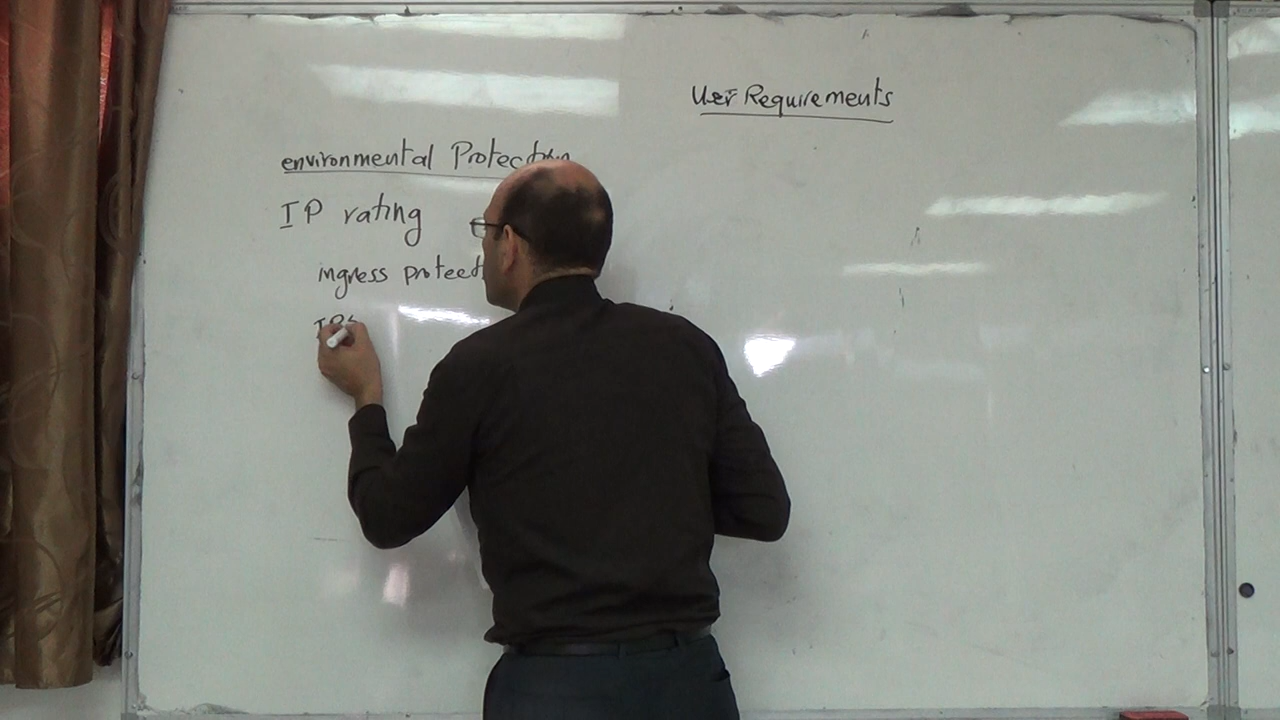 User Requirements
environmental Protection
IP rating
ingress protect